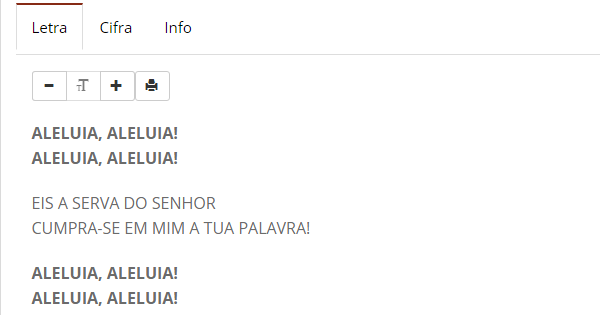 Letra Cifra Info
ALELUIA, ALELUIA!
ALELUIA, ALELUIA!
EIS A SERVA DO SENHOR
CUMPRA-SE EM MIM A TUA PALAVRA!
ALELUIA, ALELUIA!
ALELUIA, ALELUIA!